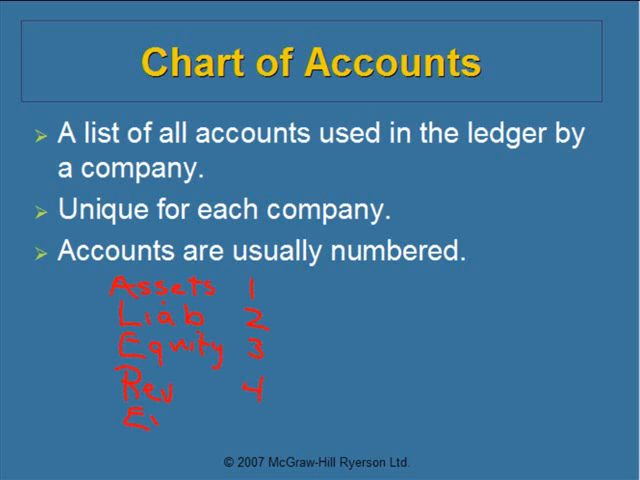 Chart of Accounts
A list of all accounts used in the ledger by
a company.
Unique for each company.
Accounts are usually numbered.
Assets 1
Liab 2
Equity 3
Rev 4
© 2007 McGraw-Hill Ryerson Ltd.